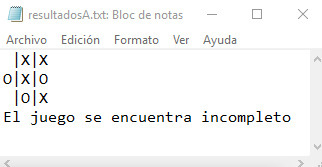 resultadosA.txt: Bloc de notas
Archivo Edición Formato Ver Ayuda
 |X|X
O|X|O
 |O|X
El juego se encuentra incompleto